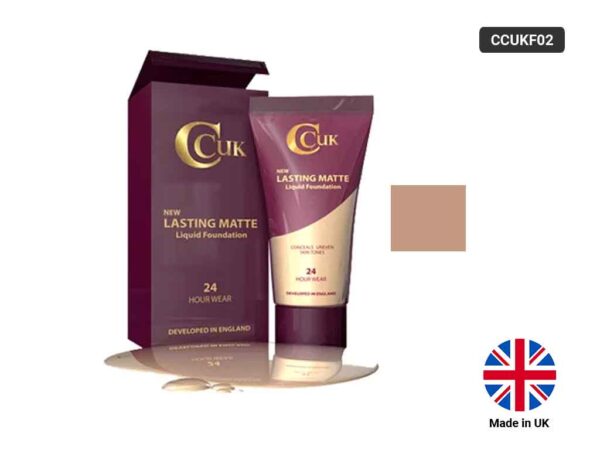 CCUKF02
CCUK
NEW
LASTING MATTE
Liquid Foundation
24
HOUR WEAR
DEVELOPED IN ENGLAND
CCUK
NEW
LASTING MATTE
Liquid Foundation
CONCEALS UNEVEN
SKIN TONES
24
HOUR WEAR
DEVELOPED IN ENGLAND
Made in UK